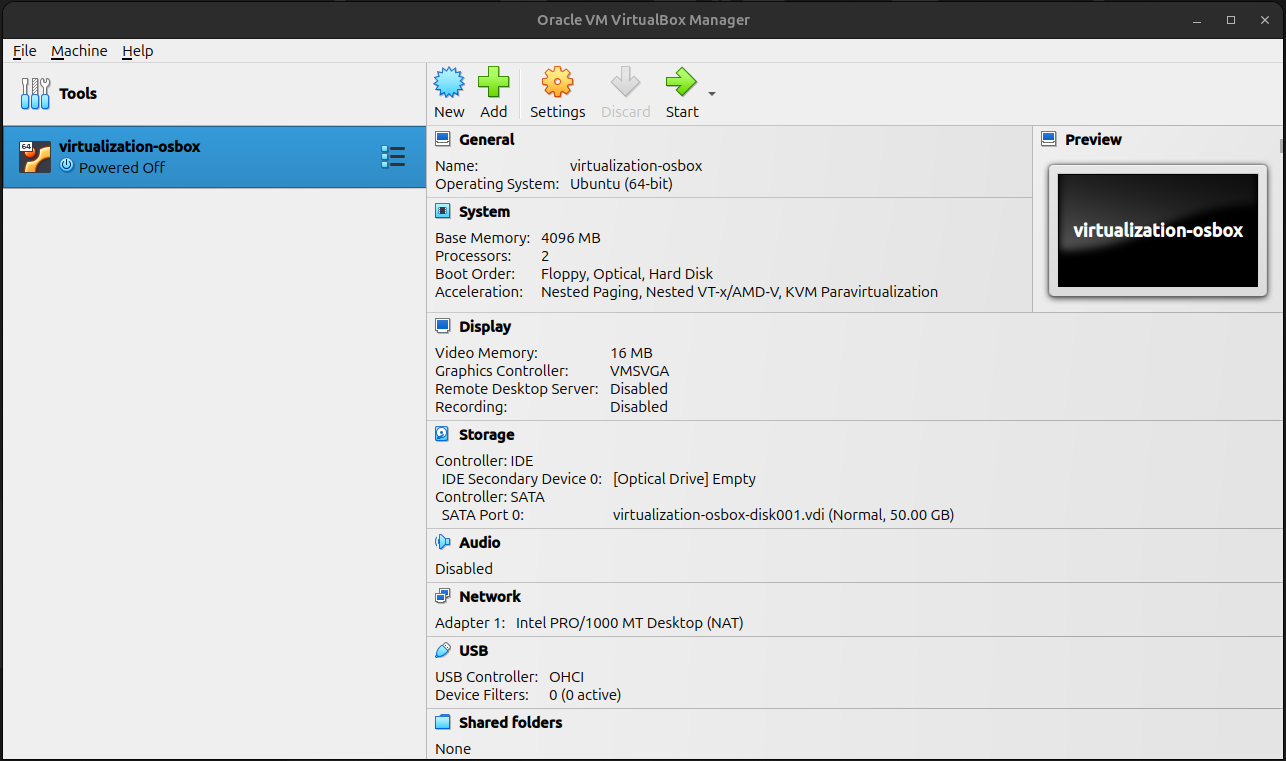 Oracle VM VirtualBox Manager
File Machine Help
Tools
New Add Settings Discard Start
64 virtualization-osbox
Powered Off
General
Name: virtualization-osbox
Operating System: Ubuntu (64-bit)
Preview
virtualization-osbox
System
Base Memory: 4096 MB
Processors: 2
Boot Order: Floppy, Optical, Hard Disk
Acceleration: Nested Paging, Nested VT-x/AMD-V, KVM Paravirtualization
Display
Video Memory: 16 MB
Graphics Controller: VMSVGA
Remote Desktop Server: Disabled
Recording: Disabled
Storage
Controller: IDE
IDE Secondary Device 0: [Optical Drive] Empty
Controller: SATA
SATA Port 0: virtualization-osbox-disk001.vdi (Normal, 50.00 GB)
Audio
Disabled
Network
Adapter 1: Intel PRO/1000 MT Desktop (NAT)
USB
USB Controller: OHCI
Device Filters: 0 (0 active)
Shared folders
None